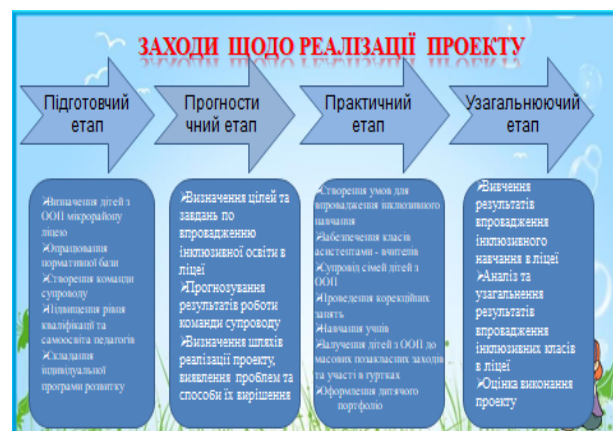 ЗАХОДИ ЩОДО РЕАЛІЗАЦІЇ ПРОЕКТУ
Підготовчий
етап
Прогности
чний етап
Практичний
етап
Узагальнюючий
етап
➢Визначення дітей з
ООП мікрорайону
ліцею
➢Опрацювання
нормативної бази
➢Створення команди
супроводу
➢Підвищення рівня
кваліфікації та
самоосвіта педагогів
➢Складання
індивідуальної
програми розвитку
➢Визначення цілей та
завдань по
впровадженню
інклюзивної освіти в
ліцеї
➢Прогнозування
результатів роботи
команди супроводу
➢Визначення шляхів
реалізації проекту,
виявлення проблем та
способи їх вирішення
➢Створення умов для
впровадження інклюзивного
навчання
➢Забезпечення класів
асистентами - вчителів
➢Супровід сімей дітей з
ООП
➢Проведення корекційних
занять
➢Навчання учнів
➢Залучення дітей з ООП до
масових позакласних заходів
та участі в гуртках
➢Оформлення дитячого
портфоліо
➢Вивчення
результатів
впровадження
інклюзивного
навчання в ліцеї
➢Аналіз та
узагальнення
результатів
впровадження
інклюзивних класів
в ліцеї
➢Оцінка виконання
проекту